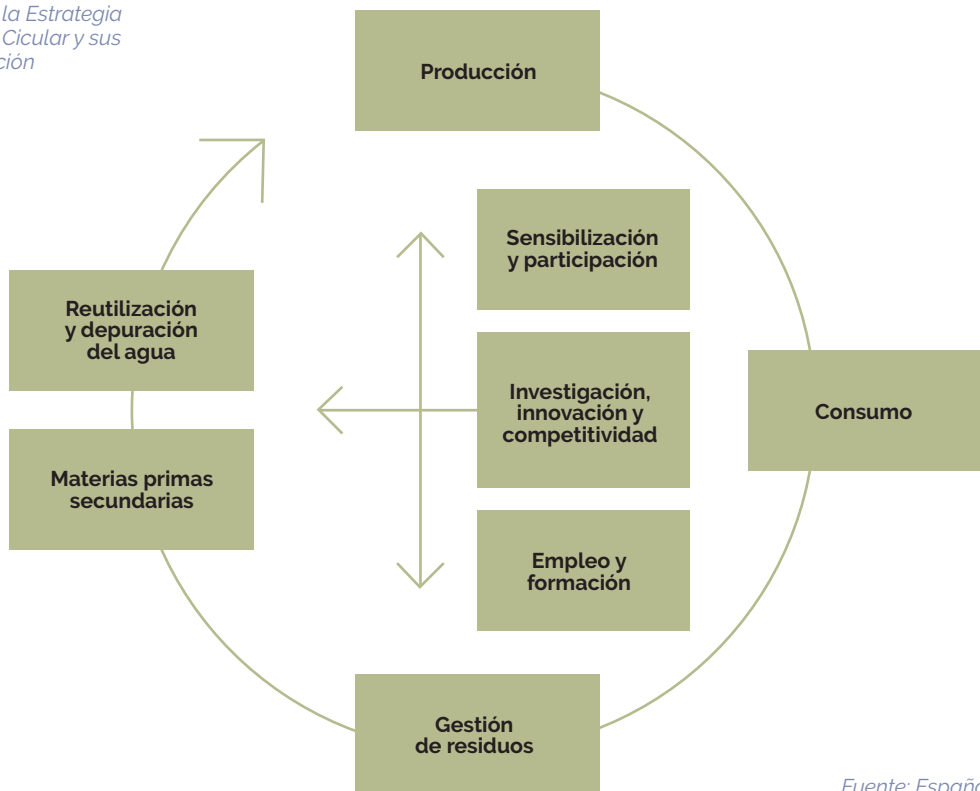 la Estrategia
Cicular y sus
ción
Producción
Sensibilización
y participación
Reutilización
y depuración
del agua
Investigación,
innovación y
competitividad
Consumo
Materias primas
secundarias
Empleo y
formación
Gestión
de residuos
Fuente: España